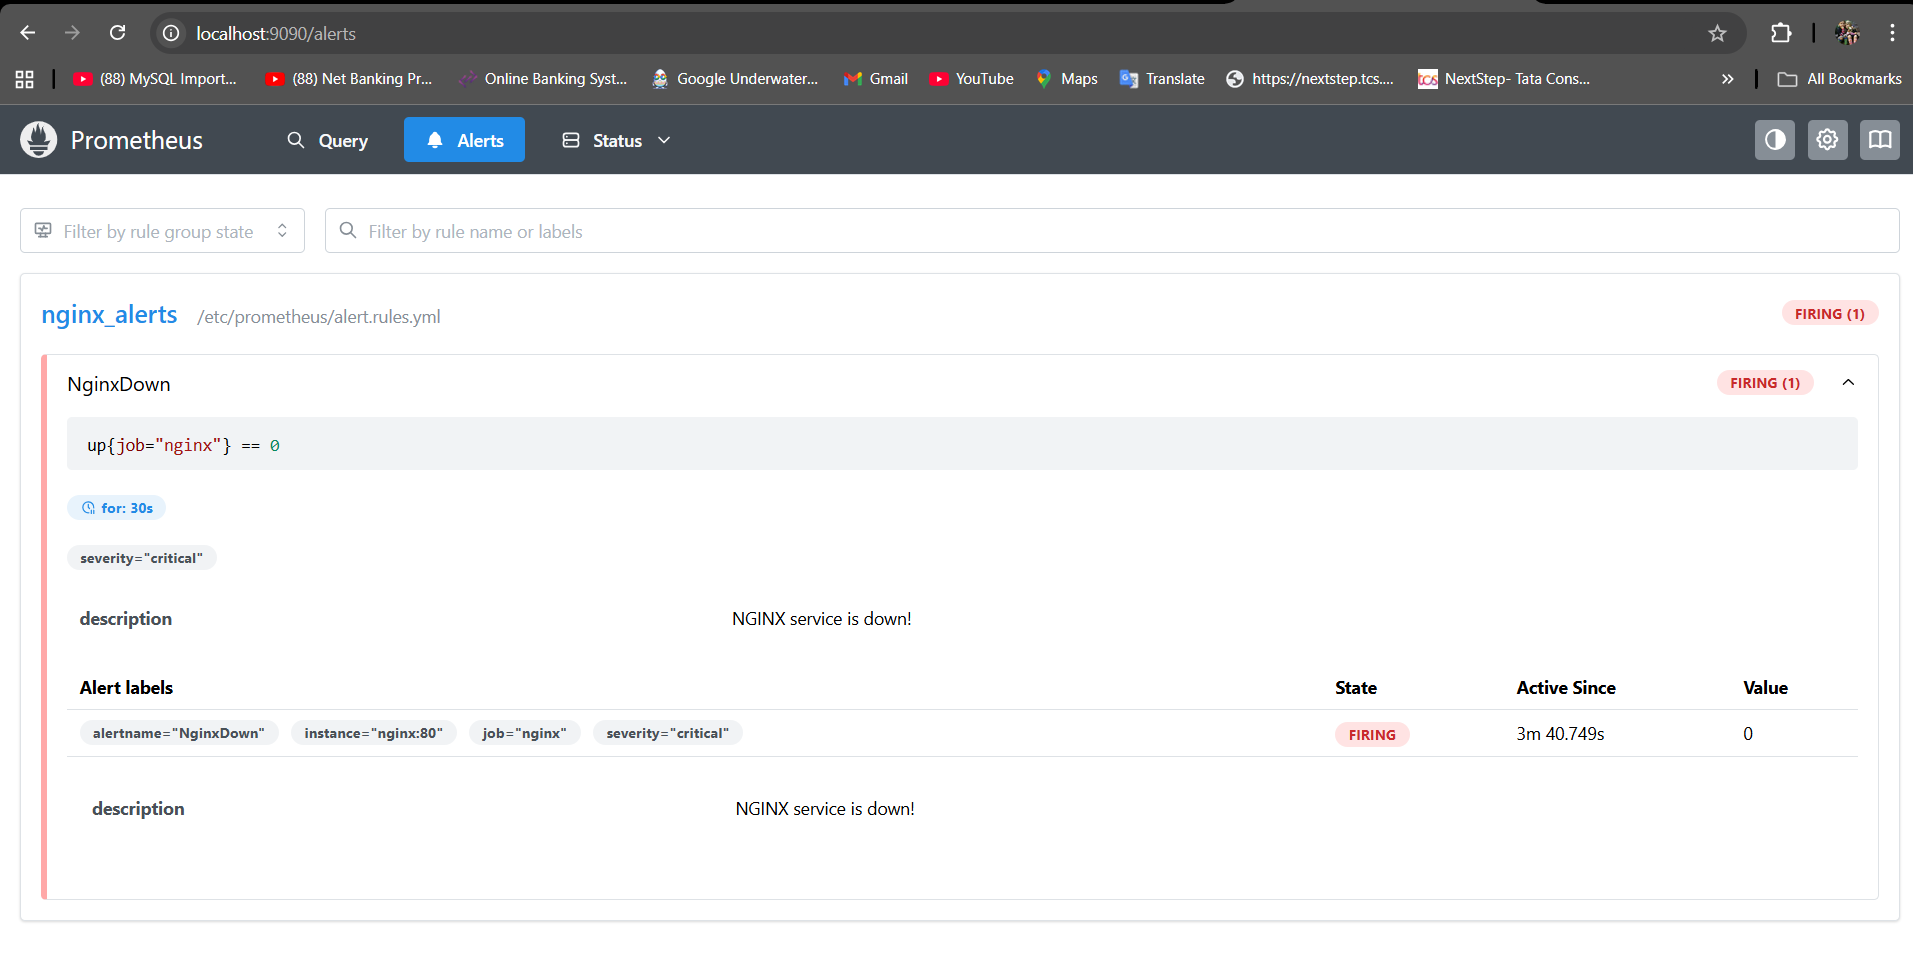 localhost:9090/alerts
(88) MySQL Import... (88) Net Banking Pr... Online Banking Syst... Google Underwater... Gmail YouTube Maps Translate https://nextstep.tcs.... tcs NextStep- Tata Cons... » All Bookmarks
Prometheus Query Alerts Status
Filter by rule group state Filter by rule name or labels
nginx_alerts /etc/prometheus/alert.rules.yml FIRING (1)
NginxDown FIRING (1)
up{job="nginx"} == 0
for: 30s
severity="critical"
description NGINX service is down!
Alert labels State Active Since Value
alertname="NginxDown" instance="nginx:80" job="nginx" severity="critical" FIRING 3m 40.749s 0
description NGINX service is down!